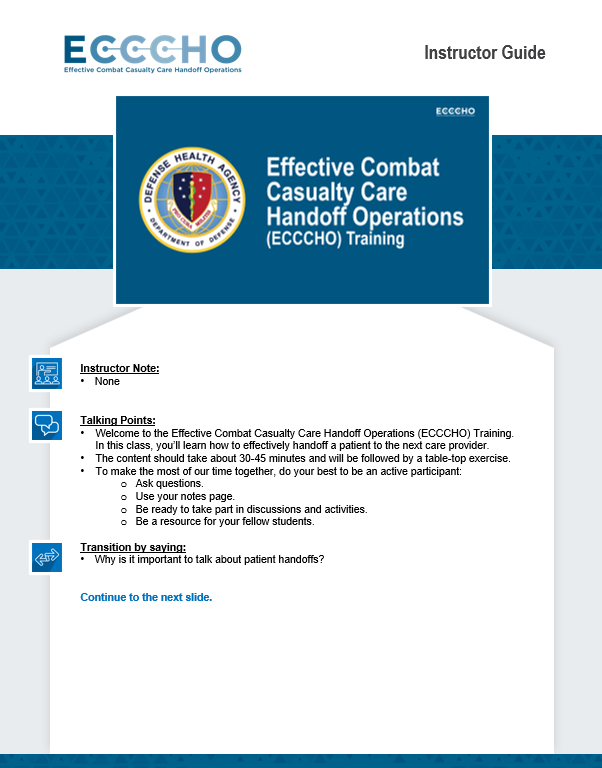 ECCCHO
Effective Combat Casualty Care Handoff Operations
Instructor Guide
ECCCHO
DEFENSE HEALTH AGENCY
PRO CURA MILITIS
DEPARTMENT OF DEFENSE
Effective Combat
Casualty Care
Handoff Operations
(ECCCHO) Training
Instructor Note:
• None
Talking Points:
• Welcome to the Effective Combat Casualty Care Handoff Operations (ECCCHO) Training.
In this class, you’ll learn how to effectively handoff a patient to the next care provider.
• The content should take about 30-45 minutes and will be followed by a table-top exercise.
• To make the most of our time together, do your best to be an active participant:
o Ask questions.
o Use your notes page.
o Be ready to take part in discussions and activities.
o Be a resource for your fellow students.
Transition by saying:
• Why is it important to talk about patient handoffs?
Continue to the next slide.